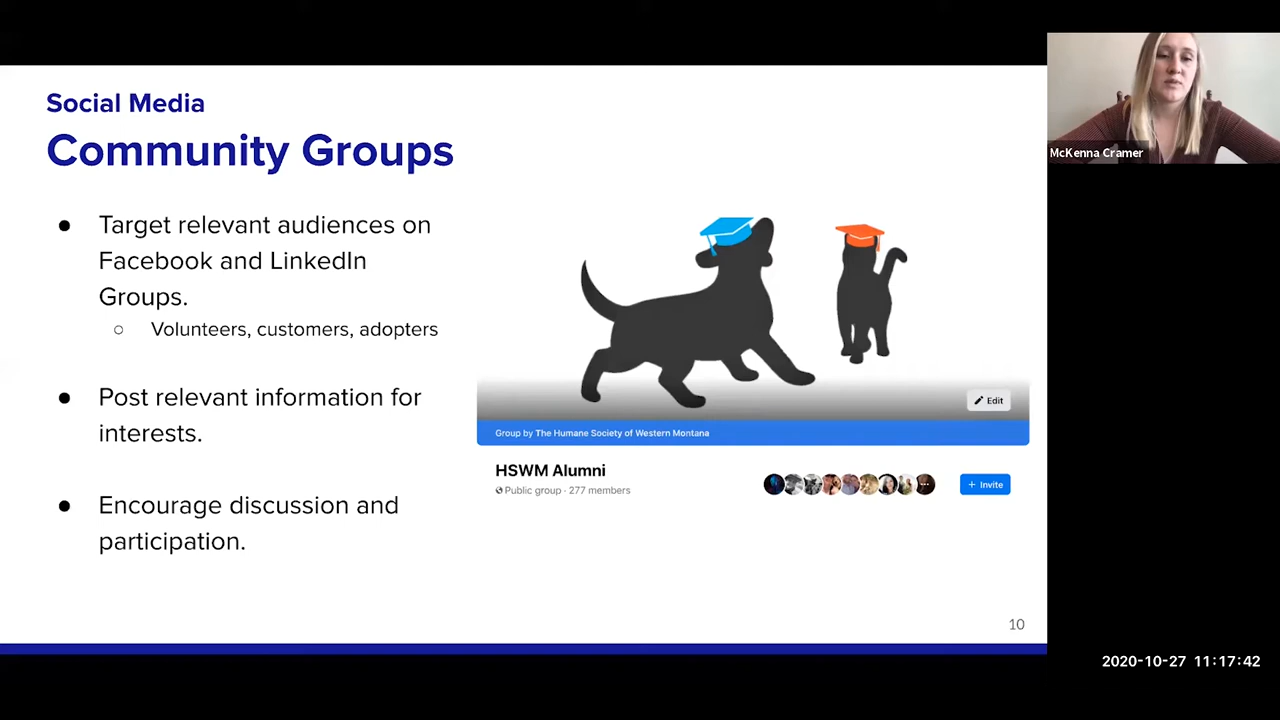 Social Media
Community Groups
● Target relevant audiences on
Facebook and LinkedIn
Groups.
○ Volunteers, customers, adopters
● Post relevant information for
interests.
● Encourage discussion and
participation.
Edit
Group by The Humane Society of Western Montana
HSWM Alumni
Public group · 277 members
+ Invite
10
McKenna Cramer
2020-10-27 11:17:42